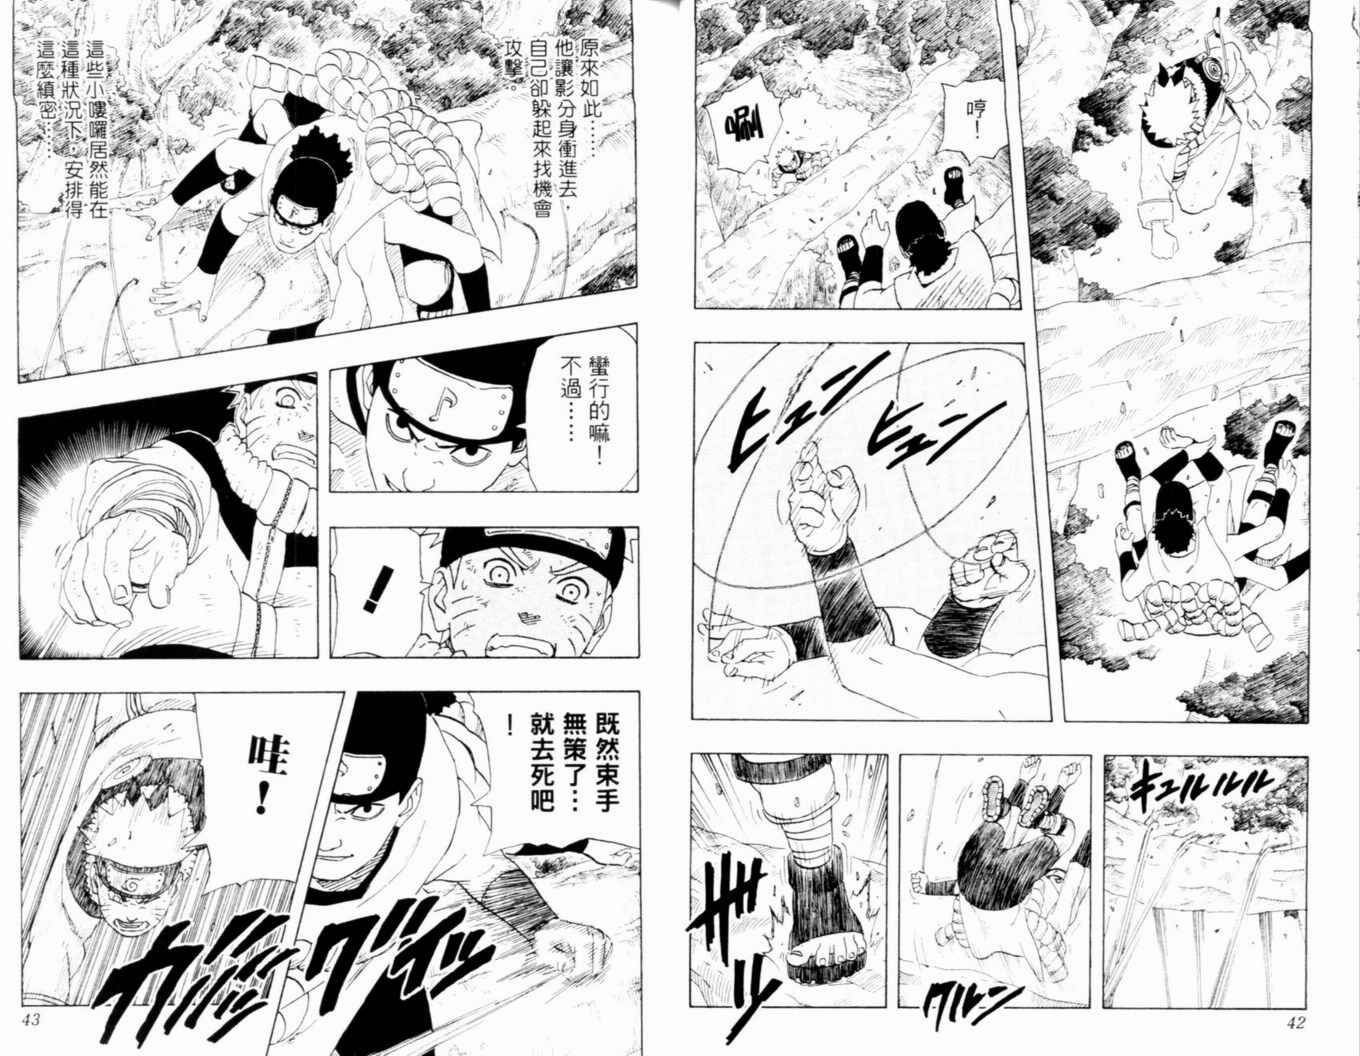 哼！
唰
ヒュン
ヒュン
キュルルル
クルン
ザッ
42
原來如此……
他讓影分身衝進去
自己卻躲起來找機會
攻擊。
這些小嘍囉居然能在
這種狀況下，安排得
這麼縝密……
蠻行的嘛！
不過……
！
既然束手
無策了…
就去死吧
！
グイッ
哇！
43